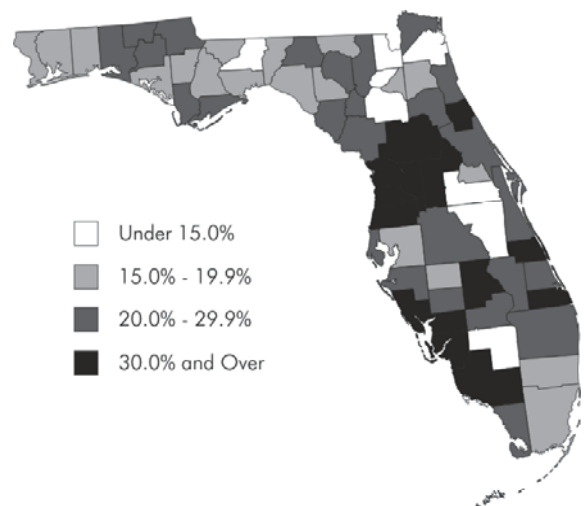 Under 15.0%
15.0% - 19.9%
20.0% - 29.9%
30.0% and Over